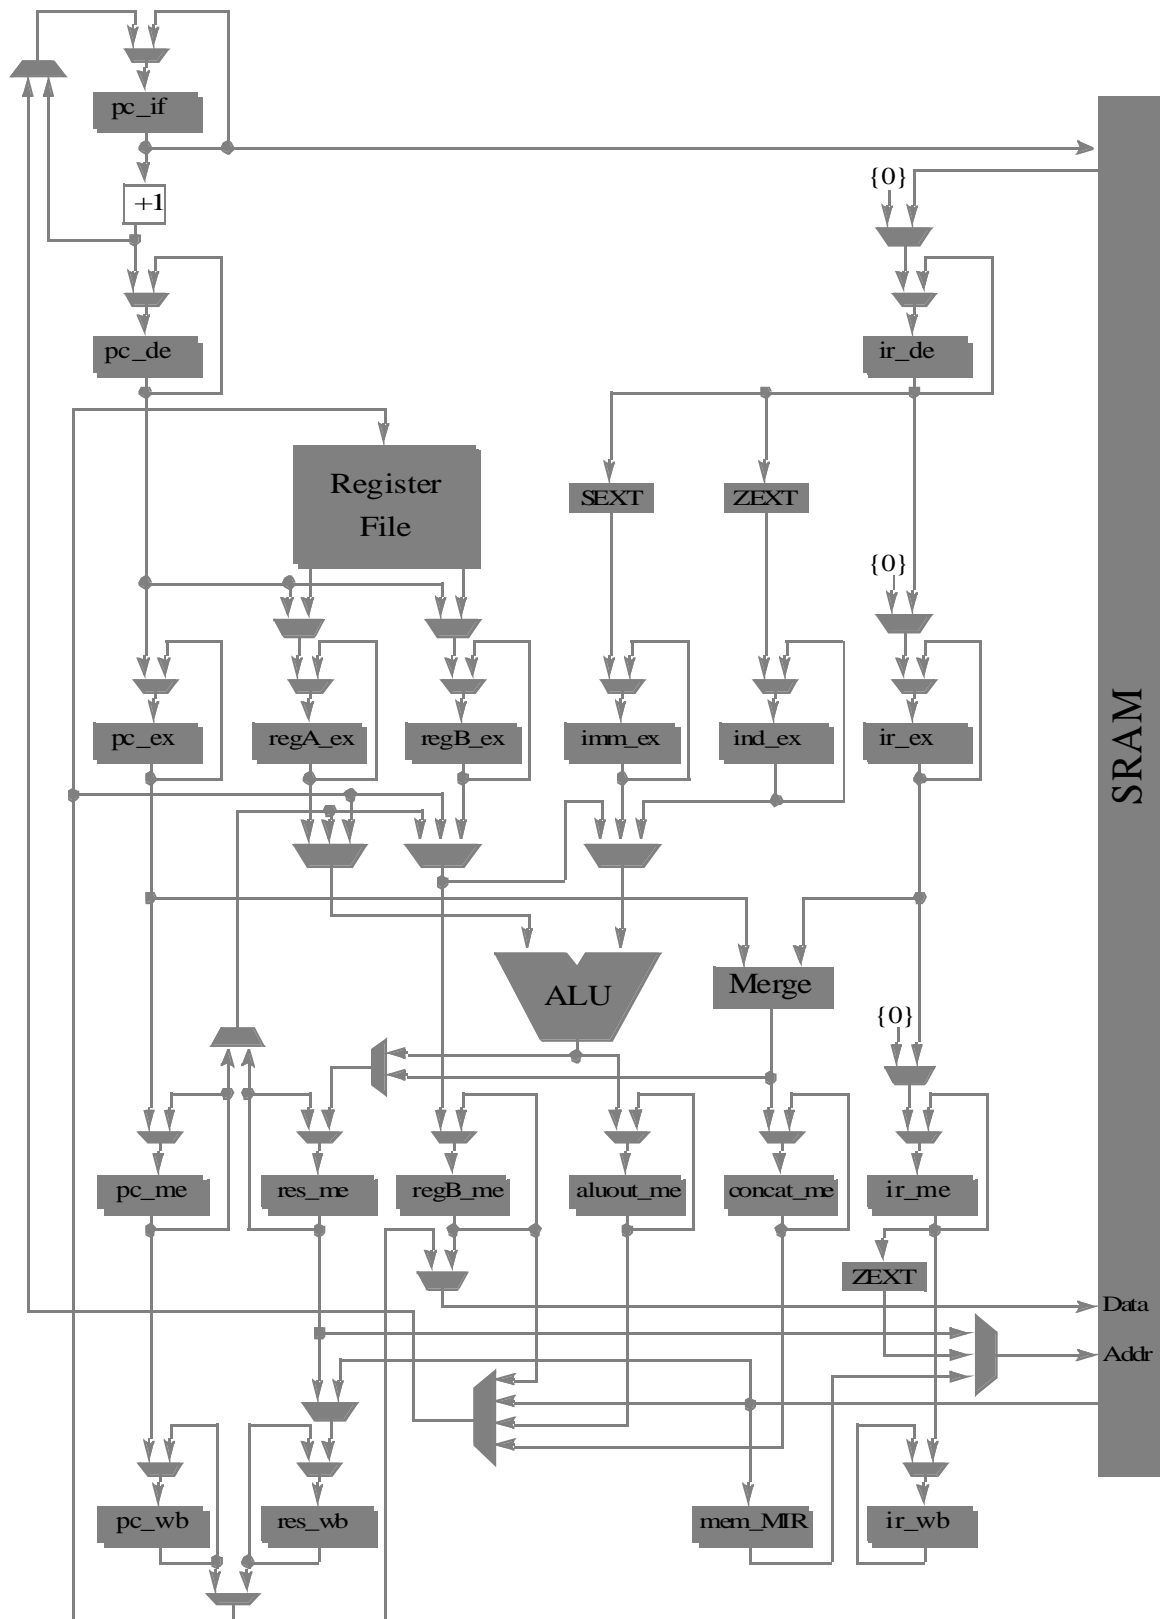 pc_if
{0}
+1
pc_de
ir_de
Register
File
SEXT
ZEXT
{0}
pc_ex
regA_ex
regB_ex
imm_ex
ind_ex
ir_ex
SRAM
ALU
Merge
{0}
pc_me
res_me
regB_me
aluout_me
concat_me
ir_me
ZEXT
Data
Addr
pc_wb
res_wb
mem_MIR
ir_wb